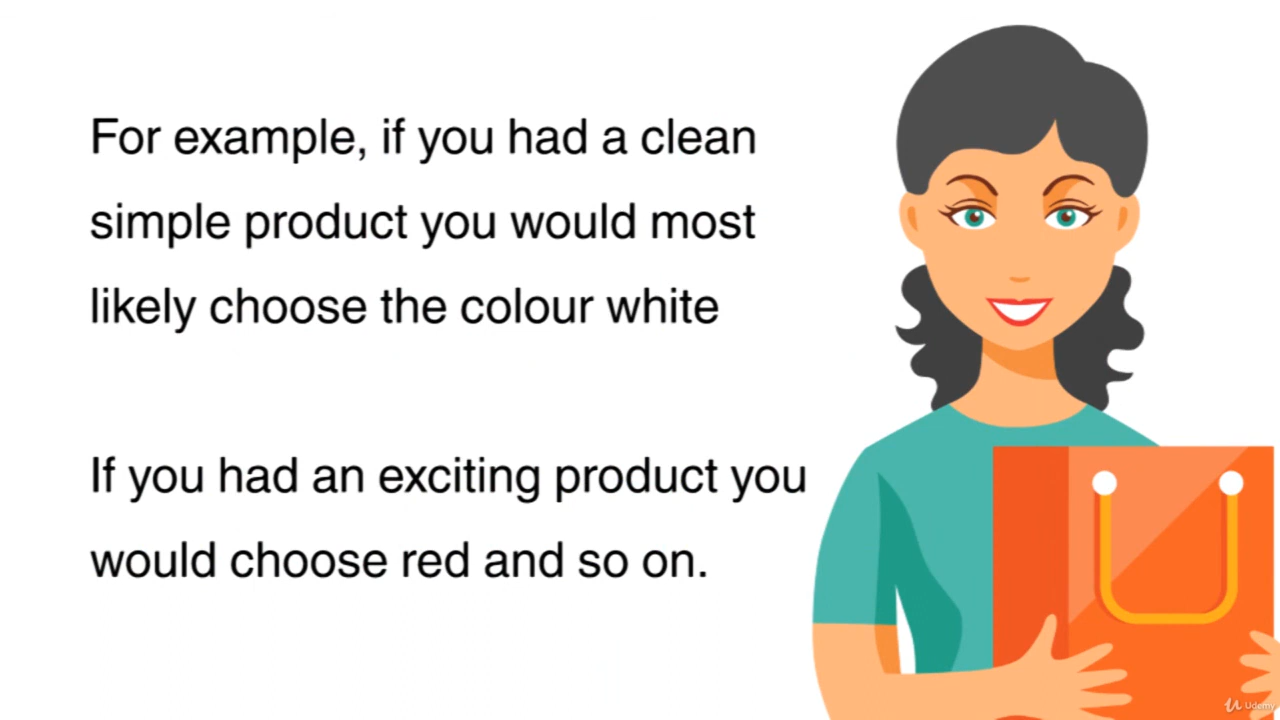 For example, if you had a clean
simple product you would most
likely choose the colour white
If you had an exciting product you
would choose red and so on.
Udemy